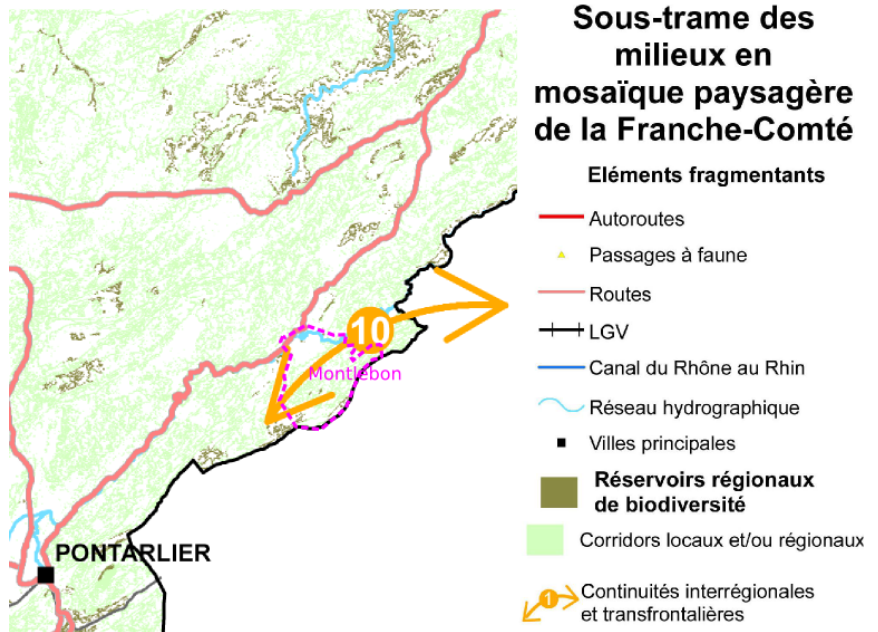 Sous-trame des
milieux en
mosaïque paysagère
de la Franche-Comté
Eléments fragmentants
Autoroutes
Passages à faune
Routes
LGV
Canal du Rhône au Rhin
Réseau hydrographique
Villes principales
Réservoirs régionaux
de biodiversité
Corridors locaux et/ou régionaux
1
Continuités interrégionales
et transfrontalières
10
Montlebon
PONTARLIER